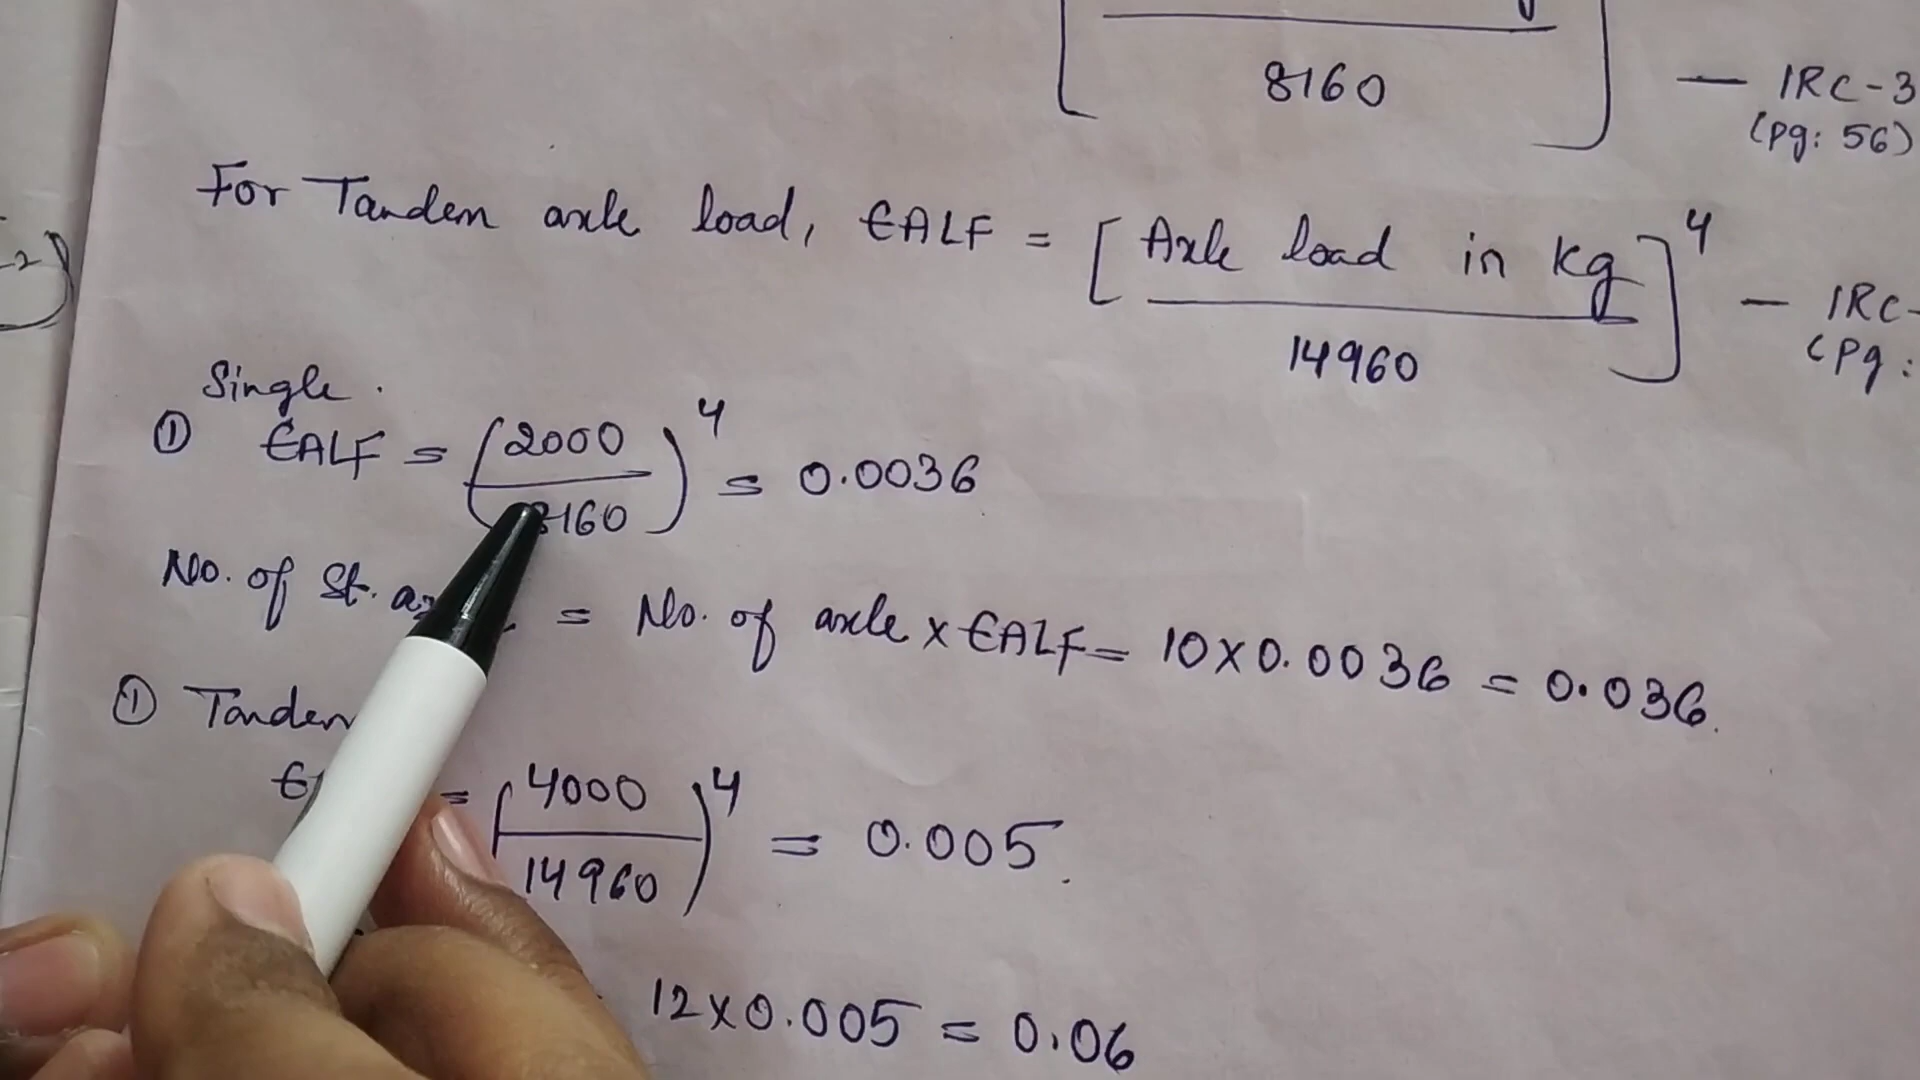 8160
— IRC-3
(Pg: 56)
For Tandem axle load, EALF = [Axle load in kg / 14960]^4 — IRC-
(Pg:
Single.
① EALF = (2000 / 8160)^4 = 0.0036
No. of St. = No. of axle x EALF = 10 x 0.0036 = 0.036.
① Tandem
= (4000 / 14960)^4 = 0.005.
12 x 0.005 = 0.06